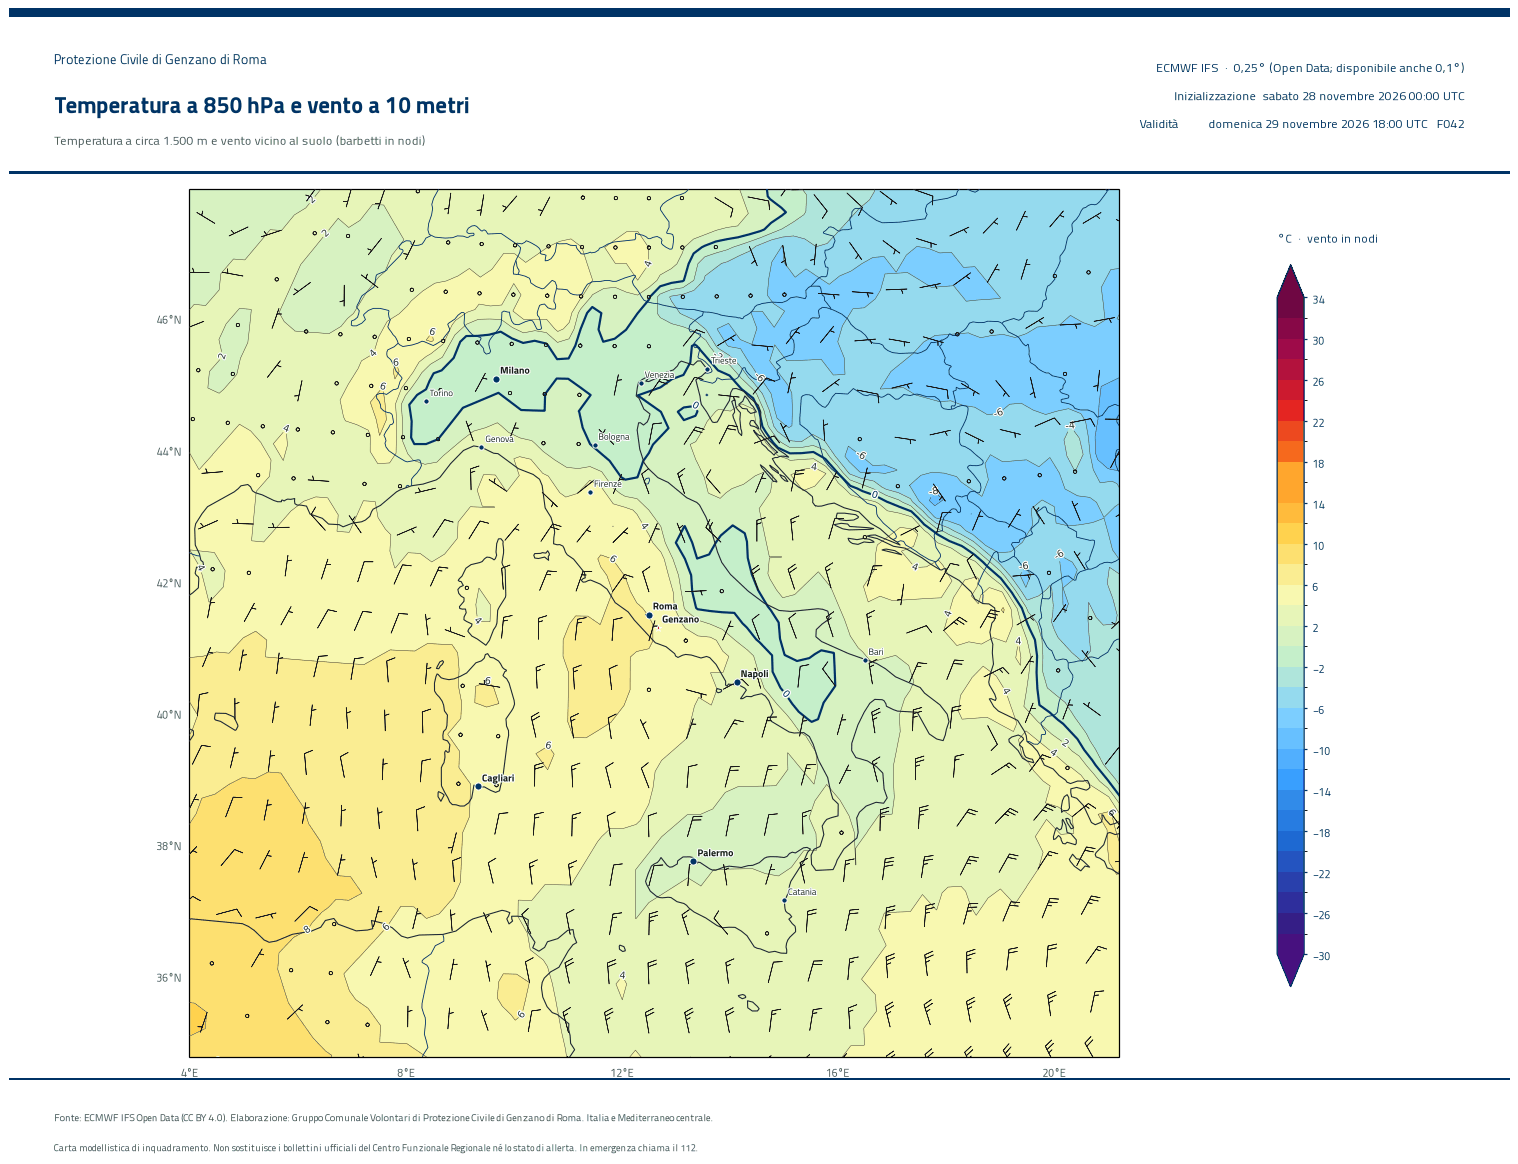 Protezione Civile di Genzano di Roma
Temperatura a 850 hPa e vento a 10 metri
Temperatura a circa 1.500 m e vento vicino al suolo (barbetti in nodi)
ECMWF IFS · 0,25° (Open Data; disponibile anche 0,1°)
Inizializzazione sabato 28 novembre 2026 00:00 UTC
Validità domenica 29 novembre 2026 18:00 UTC F042
°C · vento in nodi
34
30
26
22
18
14
10
6
2
−2
−6
−10
−14
−18
−22
−26
−30
46°N
44°N
42°N
40°N
38°N
36°N
4°E
8°E
12°E
16°E
20°E
Milano
Torino
Venezia
Trieste
Genova
Bologna
Firenze
Roma
Genzano
Napoli
Bari
Cagliari
Palermo
Catania
Fonte: ECMWF IFS Open Data (CC BY 4.0). Elaborazione: Gruppo Comunale Volontari di Protezione Civile di Genzano di Roma. Italia e Mediterraneo centrale.
Carta modellistica di inquadramento. Non sostituisce i bollettini ufficiali del Centro Funzionale Regionale né lo stato di allerta. In emergenza chiama il 112.